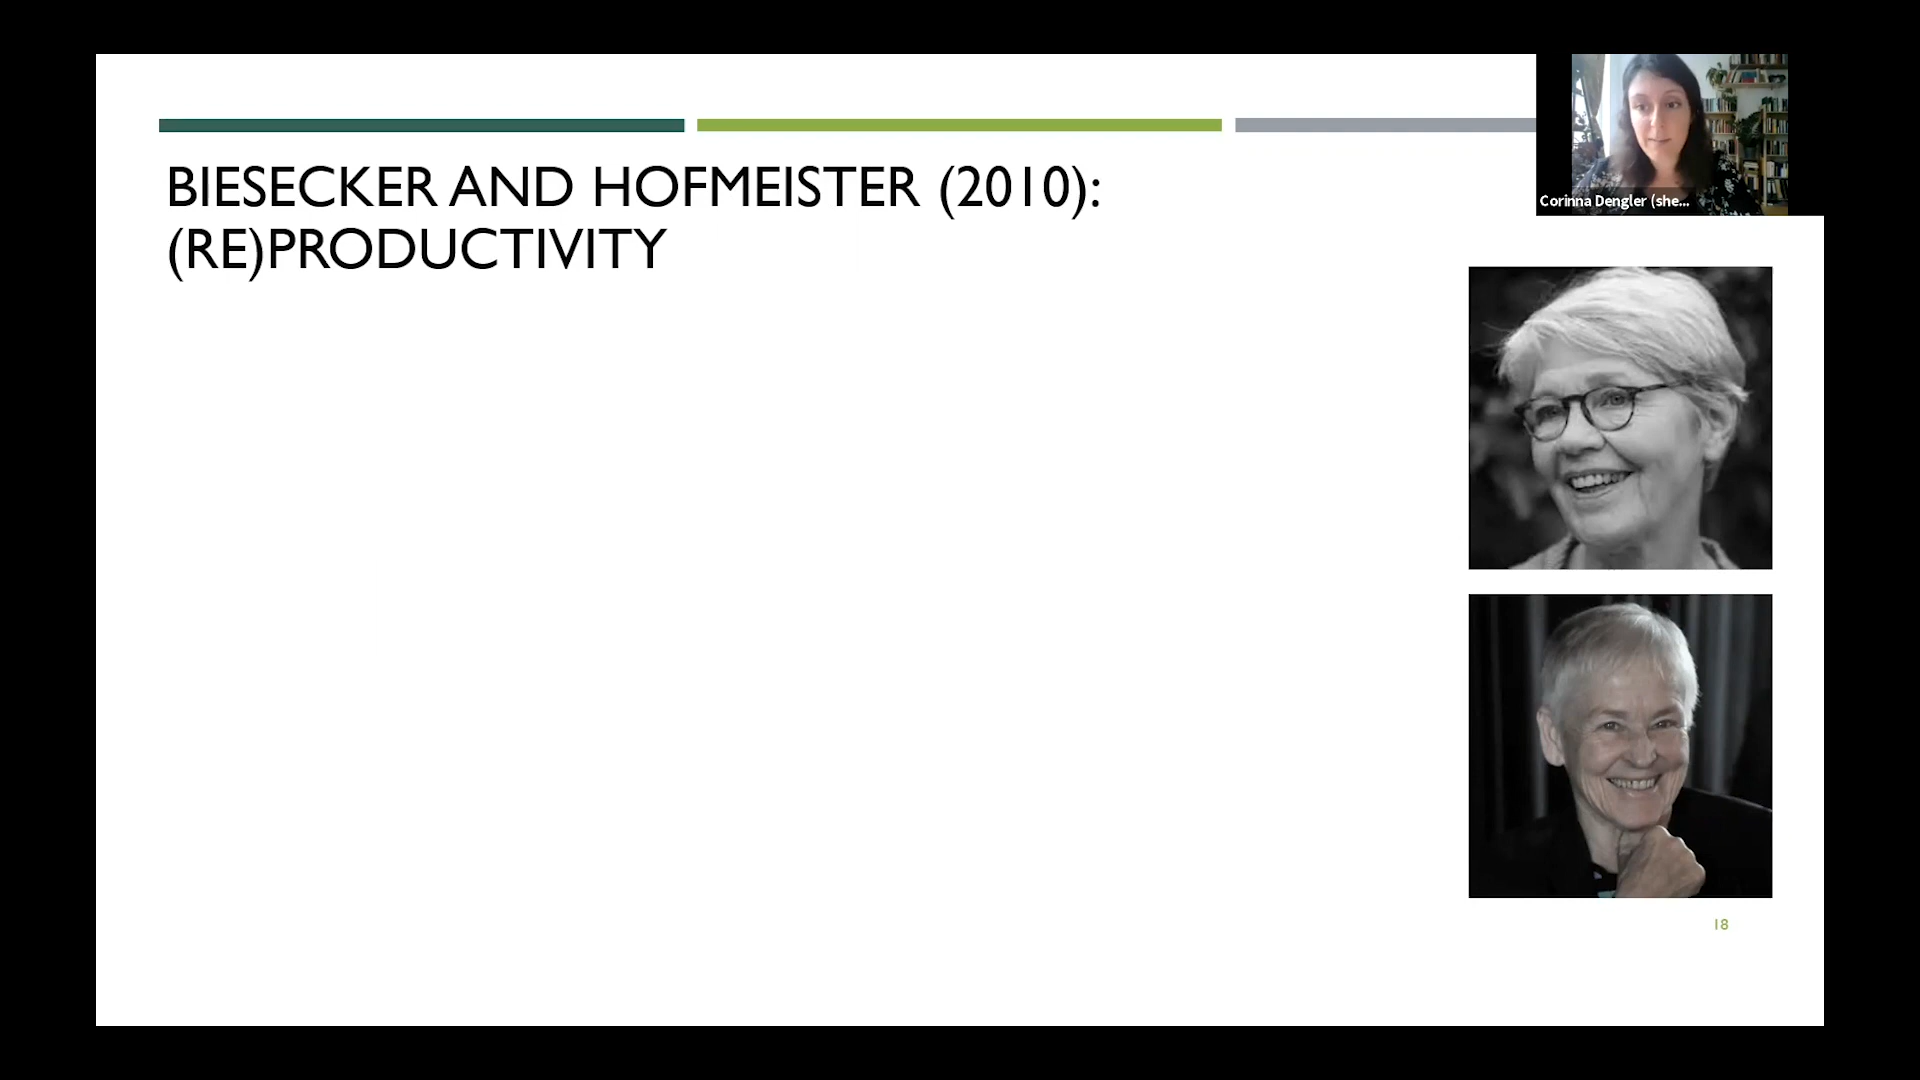 BIESECKER AND HOFMEISTER (2010):
(RE)PRODUCTIVITY
Corinna Dengler (she...
18